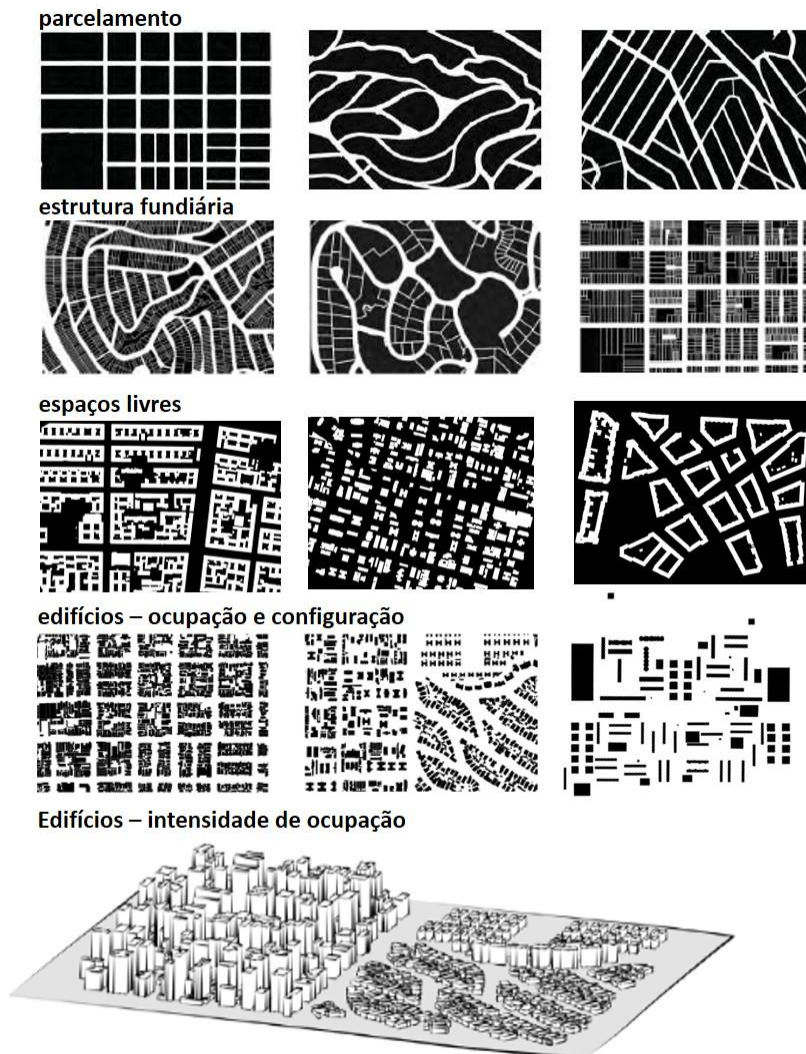 parcelamento
estrutura fundiária
espaços livres
edifícios – ocupação e configuração
Edifícios – intensidade de ocupação